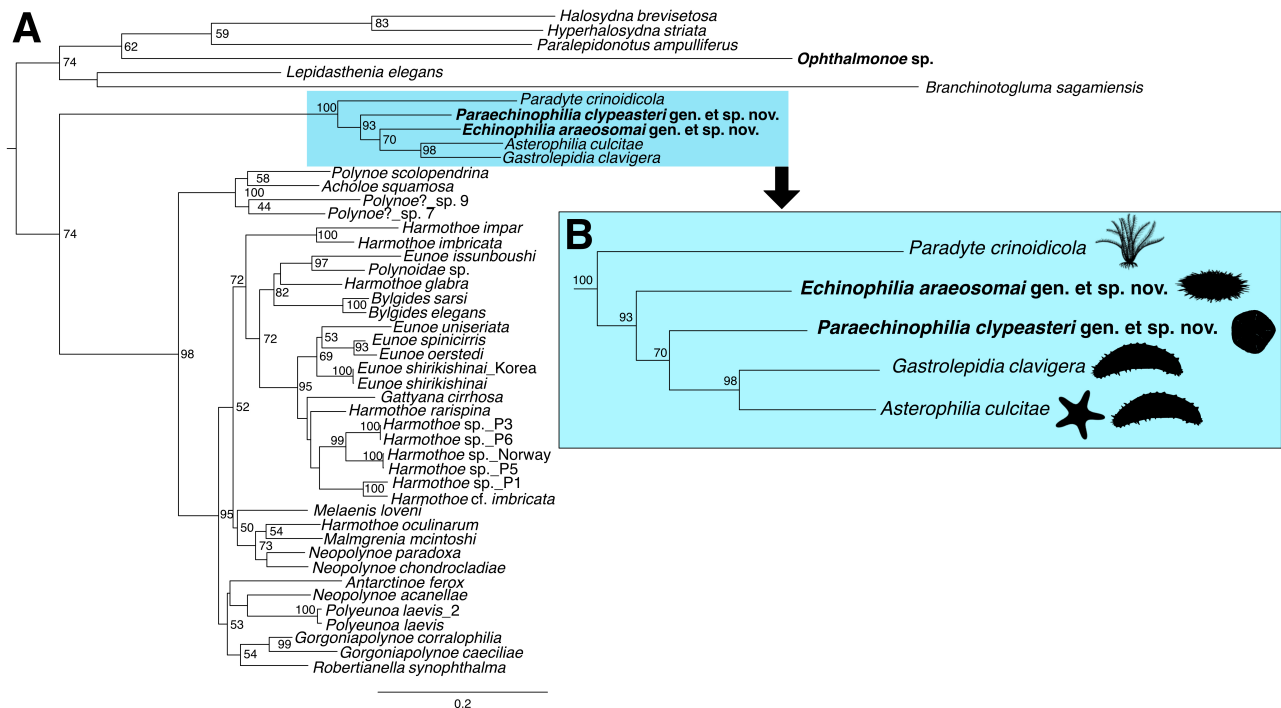 A
Halosydna brevisetosa
83
Hyperhalosydna striata
59
Paralepidonotus ampulliferus
62
Ophthalmonoe sp.
74
Lepidasthenia elegans
Branchinotogluma sagamiensis
Paradyte crinoidicola
100
Paraechinophilia clypeasteri gen. et sp. nov.
93
Echinophilia araeosomai gen. et sp. nov.
70
Asterophilia culcitae
98
Gastrolepidia clavigera
Polynoe scolopendrina
58
Acholoe squamosa
100
Polynoe?_sp. 9
44
Polynoe?_sp. 7
74
Harmothoe impar
100
Harmothoe imbricata
Eunoe issunboushi
97
Polynoidae sp.
72
Harmothoe glabra
82
Bylgides sarsi
100
Bylgides elegans
Eunoe uniseriata
53
Eunoe spinicirris
72
93
Eunoe oerstedi
98
69
Eunoe shirikishinai_Korea
100
Eunoe shirikishinai
95
Gattyana cirrhosa
52
Harmothoe rarispina
Harmothoe sp._P3
100
Harmothoe sp._P6
99
Harmothoe sp._Norway
100
Harmothoe sp._P5
Harmothoe sp._P1
100
Harmothoe cf. imbricata
Melaenis loveni
95
50
Harmothoe oculinarum
54
Malmgrenia mcintoshi
73
Neopolynoe paradoxa
Neopolynoe chondrocladiae
Antarctinoe ferox
Neopolynoe acanellae
100
Polyeunoa laevis_2
53
Polyeunoa laevis
Gorgoniapolynoe corralophilia
99
Gorgoniapolynoe caeciliae
54
Robertianella synophthalma
0.2
B
Paradyte crinoidicola
100
Echinophilia araeosomai gen. et sp. nov.
93
Paraechinophilia clypeasteri gen. et sp. nov.
70
Gastrolepidia clavigera
98
Asterophilia culcitae